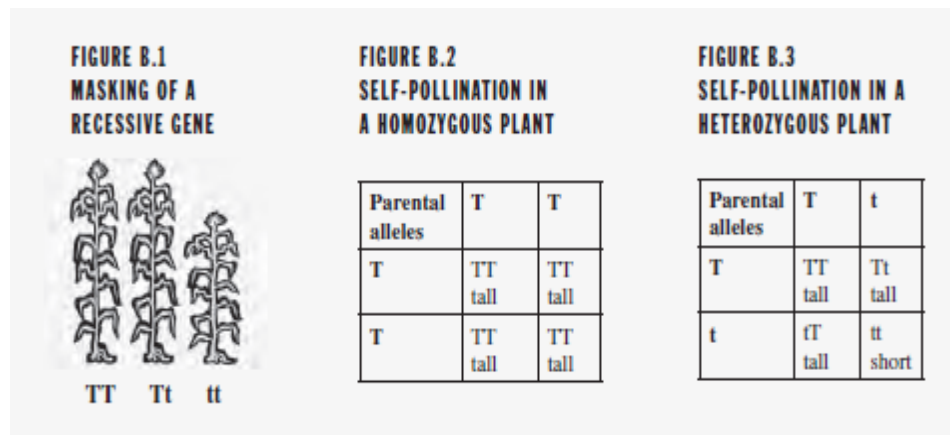 FIGURE B.1
MASKING OF A
RECESSIVE GENE
TT Tt tt
FIGURE B.2
SELF-POLLINATION IN
A HOMOZYGOUS PLANT
Parental alleles T T
T TT tall TT tall
T TT tall TT tall
FIGURE B.3
SELF-POLLINATION IN A
HETEROZYGOUS PLANT
Parental alleles T t
T TT tall Tt tall
t tT tall tt short